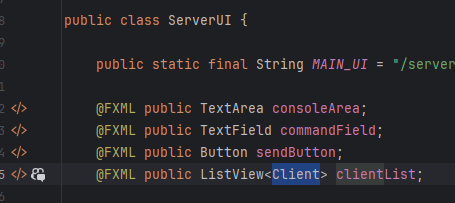 public class ServerUI {
public static final String MAIN_UI = "/server
@FXML public TextArea consoleArea;
@FXML public TextField commandField;
@FXML public Button sendButton;
@FXML public ListView<Client> clientList;